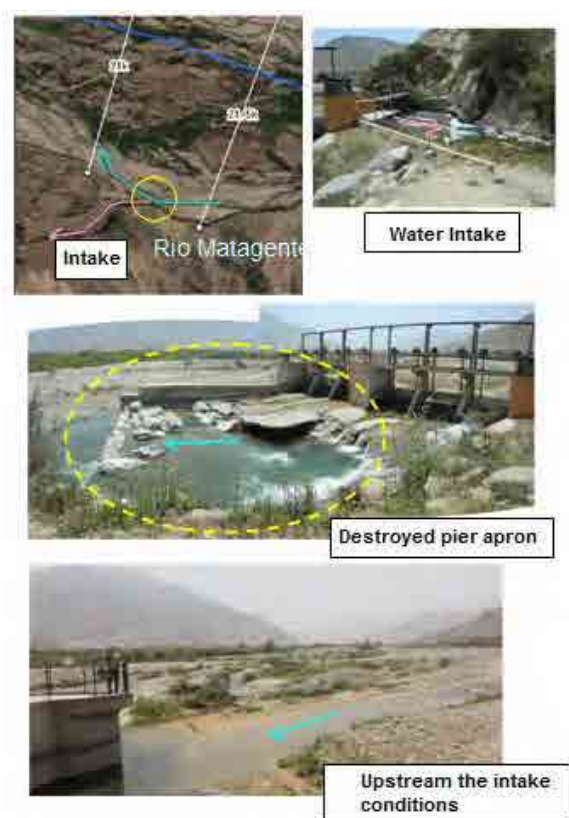 Intake
Rio Matagente
Water Intake
Destroyed pier apron
Upstream the intake
conditions